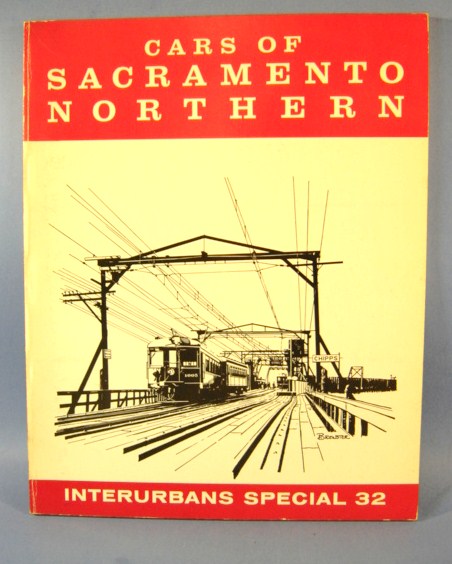 CARS OF
SACRAMENTO
NORTHERN
CHIPPS
INTERURBANS SPECIAL 32